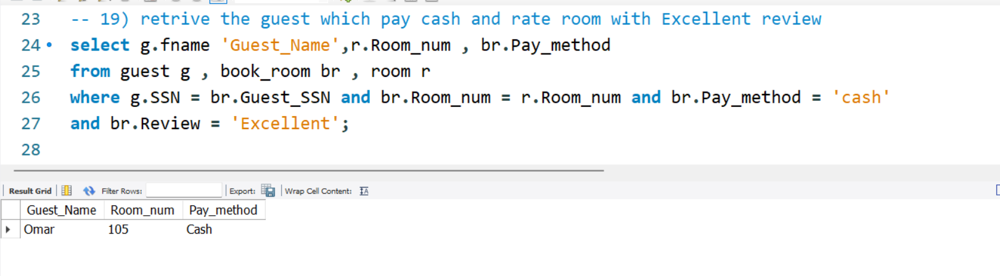 23 -- 19) retrive the guest which pay cash and rate room with Excellent review
24 select g.fname 'Guest_Name',r.Room_num , br.Pay_method
25 from guest g , book_room br , room r
26 where g.SSN = br.Guest_SSN and br.Room_num = r.Room_num and br.Pay_method = 'cash'
27 and br.Review = 'Excellent';
28
Result Grid Filter Rows: Export: Wrap Cell Content:
Guest_Name Room_num Pay_method
Omar 105 Cash